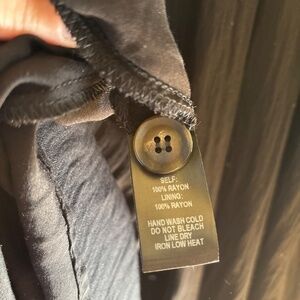 SELF:
100% RAYON
LINING:
100% RAYON
HAND WASH COLD
DO NOT BLEACH
LINE DRY
IRON LOW HEAT